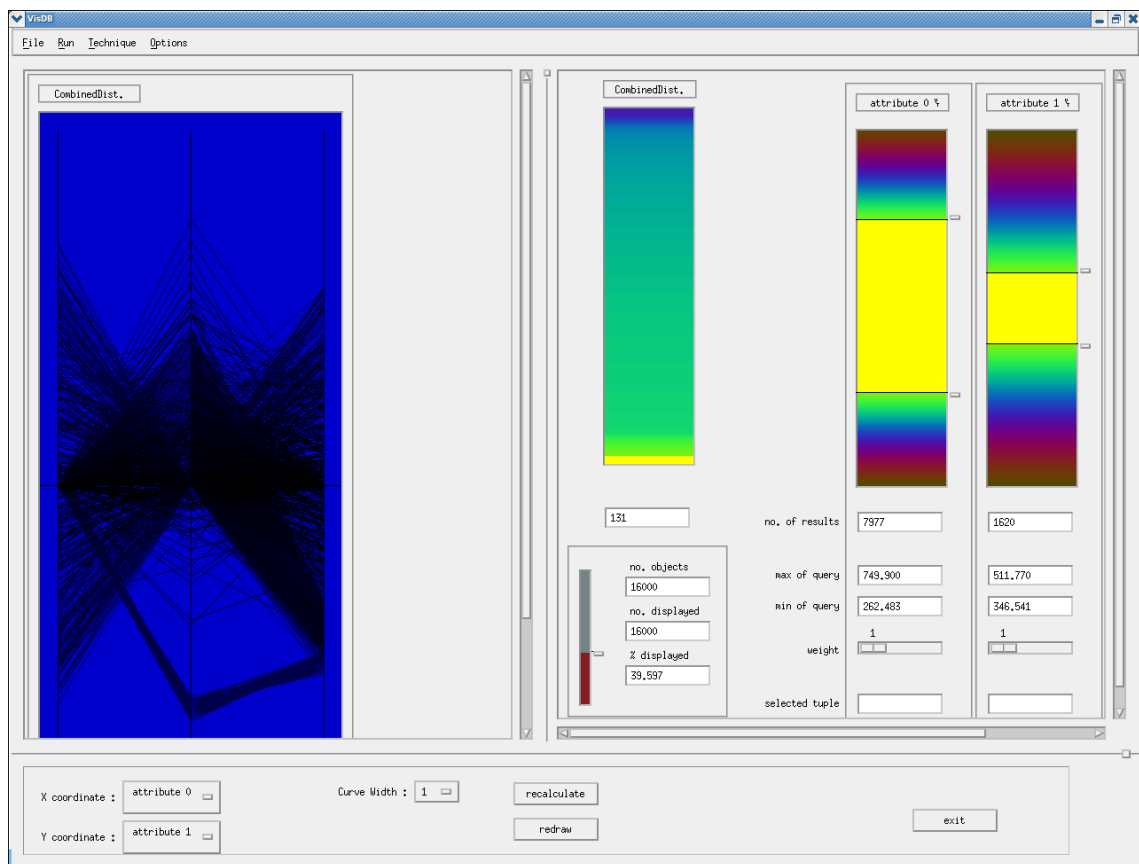 VisDB
File Run Technique Options
CombinedDist.
CombinedDist.
attribute 0 %
attribute 1 %
131
no. of results
7977
1620
no. objects
16000
no. displayed
16000
% displayed
39.597
max of query
749.900
511.770
min of query
262.483
346.541
weight
1
1
selected tuple
X coordinate :
attribute 0
Y coordinate :
attribute 1
Curve Width :
1
recalculate
redraw
exit